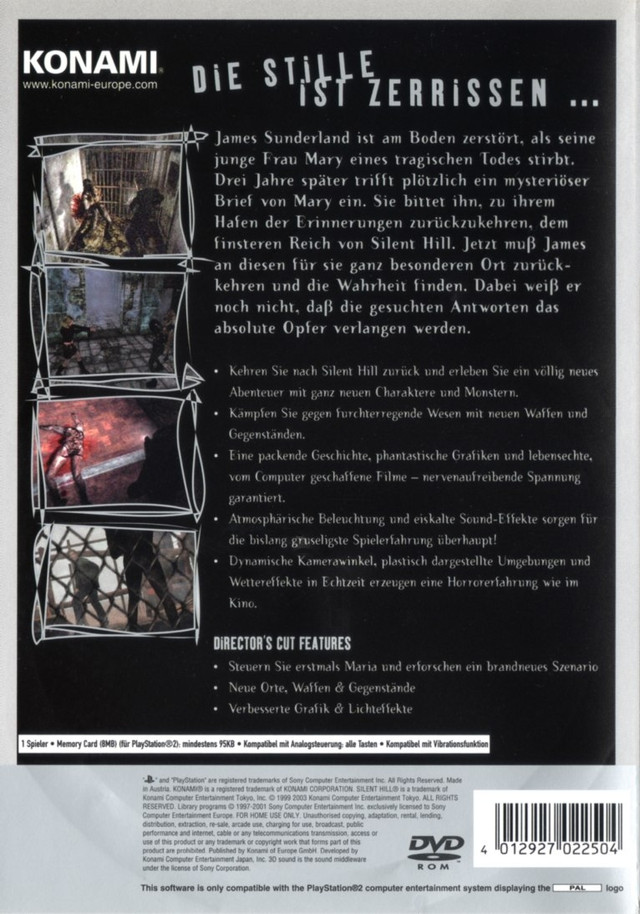 KONAMI
www.konami-europe.com
DiE STiLLE
iST ZERRiSSEN ...
James Sunderland ist am Boden zerstört, als seine
junge Frau Mary eines tragischen Todes stirbt.
Drei Jahre später trifft plötzlich ein mysteriöser
Brief von Mary ein. Sie bittet ihn, zu ihrem
Hafen der Erinnerungen zurückzukehren, dem
finsteren Reich von Silent Hill. Jetzt muß James
an diesen für sie ganz besonderen Ort zurück-
kehren und die Wahrheit finden. Dabei weiß er
noch nicht, daß die gesuchten Antworten das
absolute Opfer verlangen werden.
• Kehren Sie nach Silent Hill zurück und erleben Sie ein völlig neues
Abenteuer mit ganz neuen Charaktere und Monstern.
• Kämpfen Sie gegen furchterregende Wesen mit neuen Waffen und
Gegenständen.
• Eine packende Geschichte, phantastische Grafiken und lebensechte,
vom Computer geschaffene Filme – nervenaufreibende Spannung
garantiert.
• Atmosphärische Beleuchtung und eiskalte Sound-Effekte sorgen für
die bislang gruseligste Spielerfahrung überhaupt!
• Dynamische Kamerawinkel, plastisch dargestellte Umgebungen und
Wettereffekte in Echtzeit erzeugen eine Horrorerfahrung wie im
Kino.
DiRECTOR'S CUT FEATURES
• Steuern Sie erstmals Maria und erforschen ein brandneues Szenario
• Neue Orte, Waffen & Gegenstände
• Verbesserte Grafik & Lichteffekte
1 Spieler • Memory Card (8MB) (für PlayStation®2): mindestens 95KB • Kompatibel mit Analogsteuerung: alle Tasten • Kompatibel mit Vibrationsfunktion
" " and "PlayStation" are registered trademarks of Sony Computer Entertainment Inc. All Rights Reserved. Made
in Austria. KONAMI® is a registered trademark of KONAMI CORPORATION. SILENT HILL® is a trademark of
Konami Computer Entertainment Tokyo, Inc. © 1999 2003 Konami Computer Entertainment Tokyo. ALL RIGHTS
RESERVED. Library programs © 1997-2001 Sony Computer Entertainment Inc. exclusively licensed to Sony
Computer Entertainment Europe. FOR HOME USE ONLY. Unauthorised copying, adaptation, rental, lending,
distribution, extraction, re-sale, arcade use, charging for use, broadcast, public
performance and internet, cable or any telecommunications transmission, access or
use of this product or any trademark or copyright work that forms part of this
product are prohibited. Published by Konami of Europe GmbH. Developed by
Konami Computer Entertainment Japan, Inc. 3D sound is the sound middleware
under the license of Sony Corporation.
DVD
ROM
4 012927 022504
This software is only compatible with the PlayStation®2 computer entertainment system displaying the PAL logo